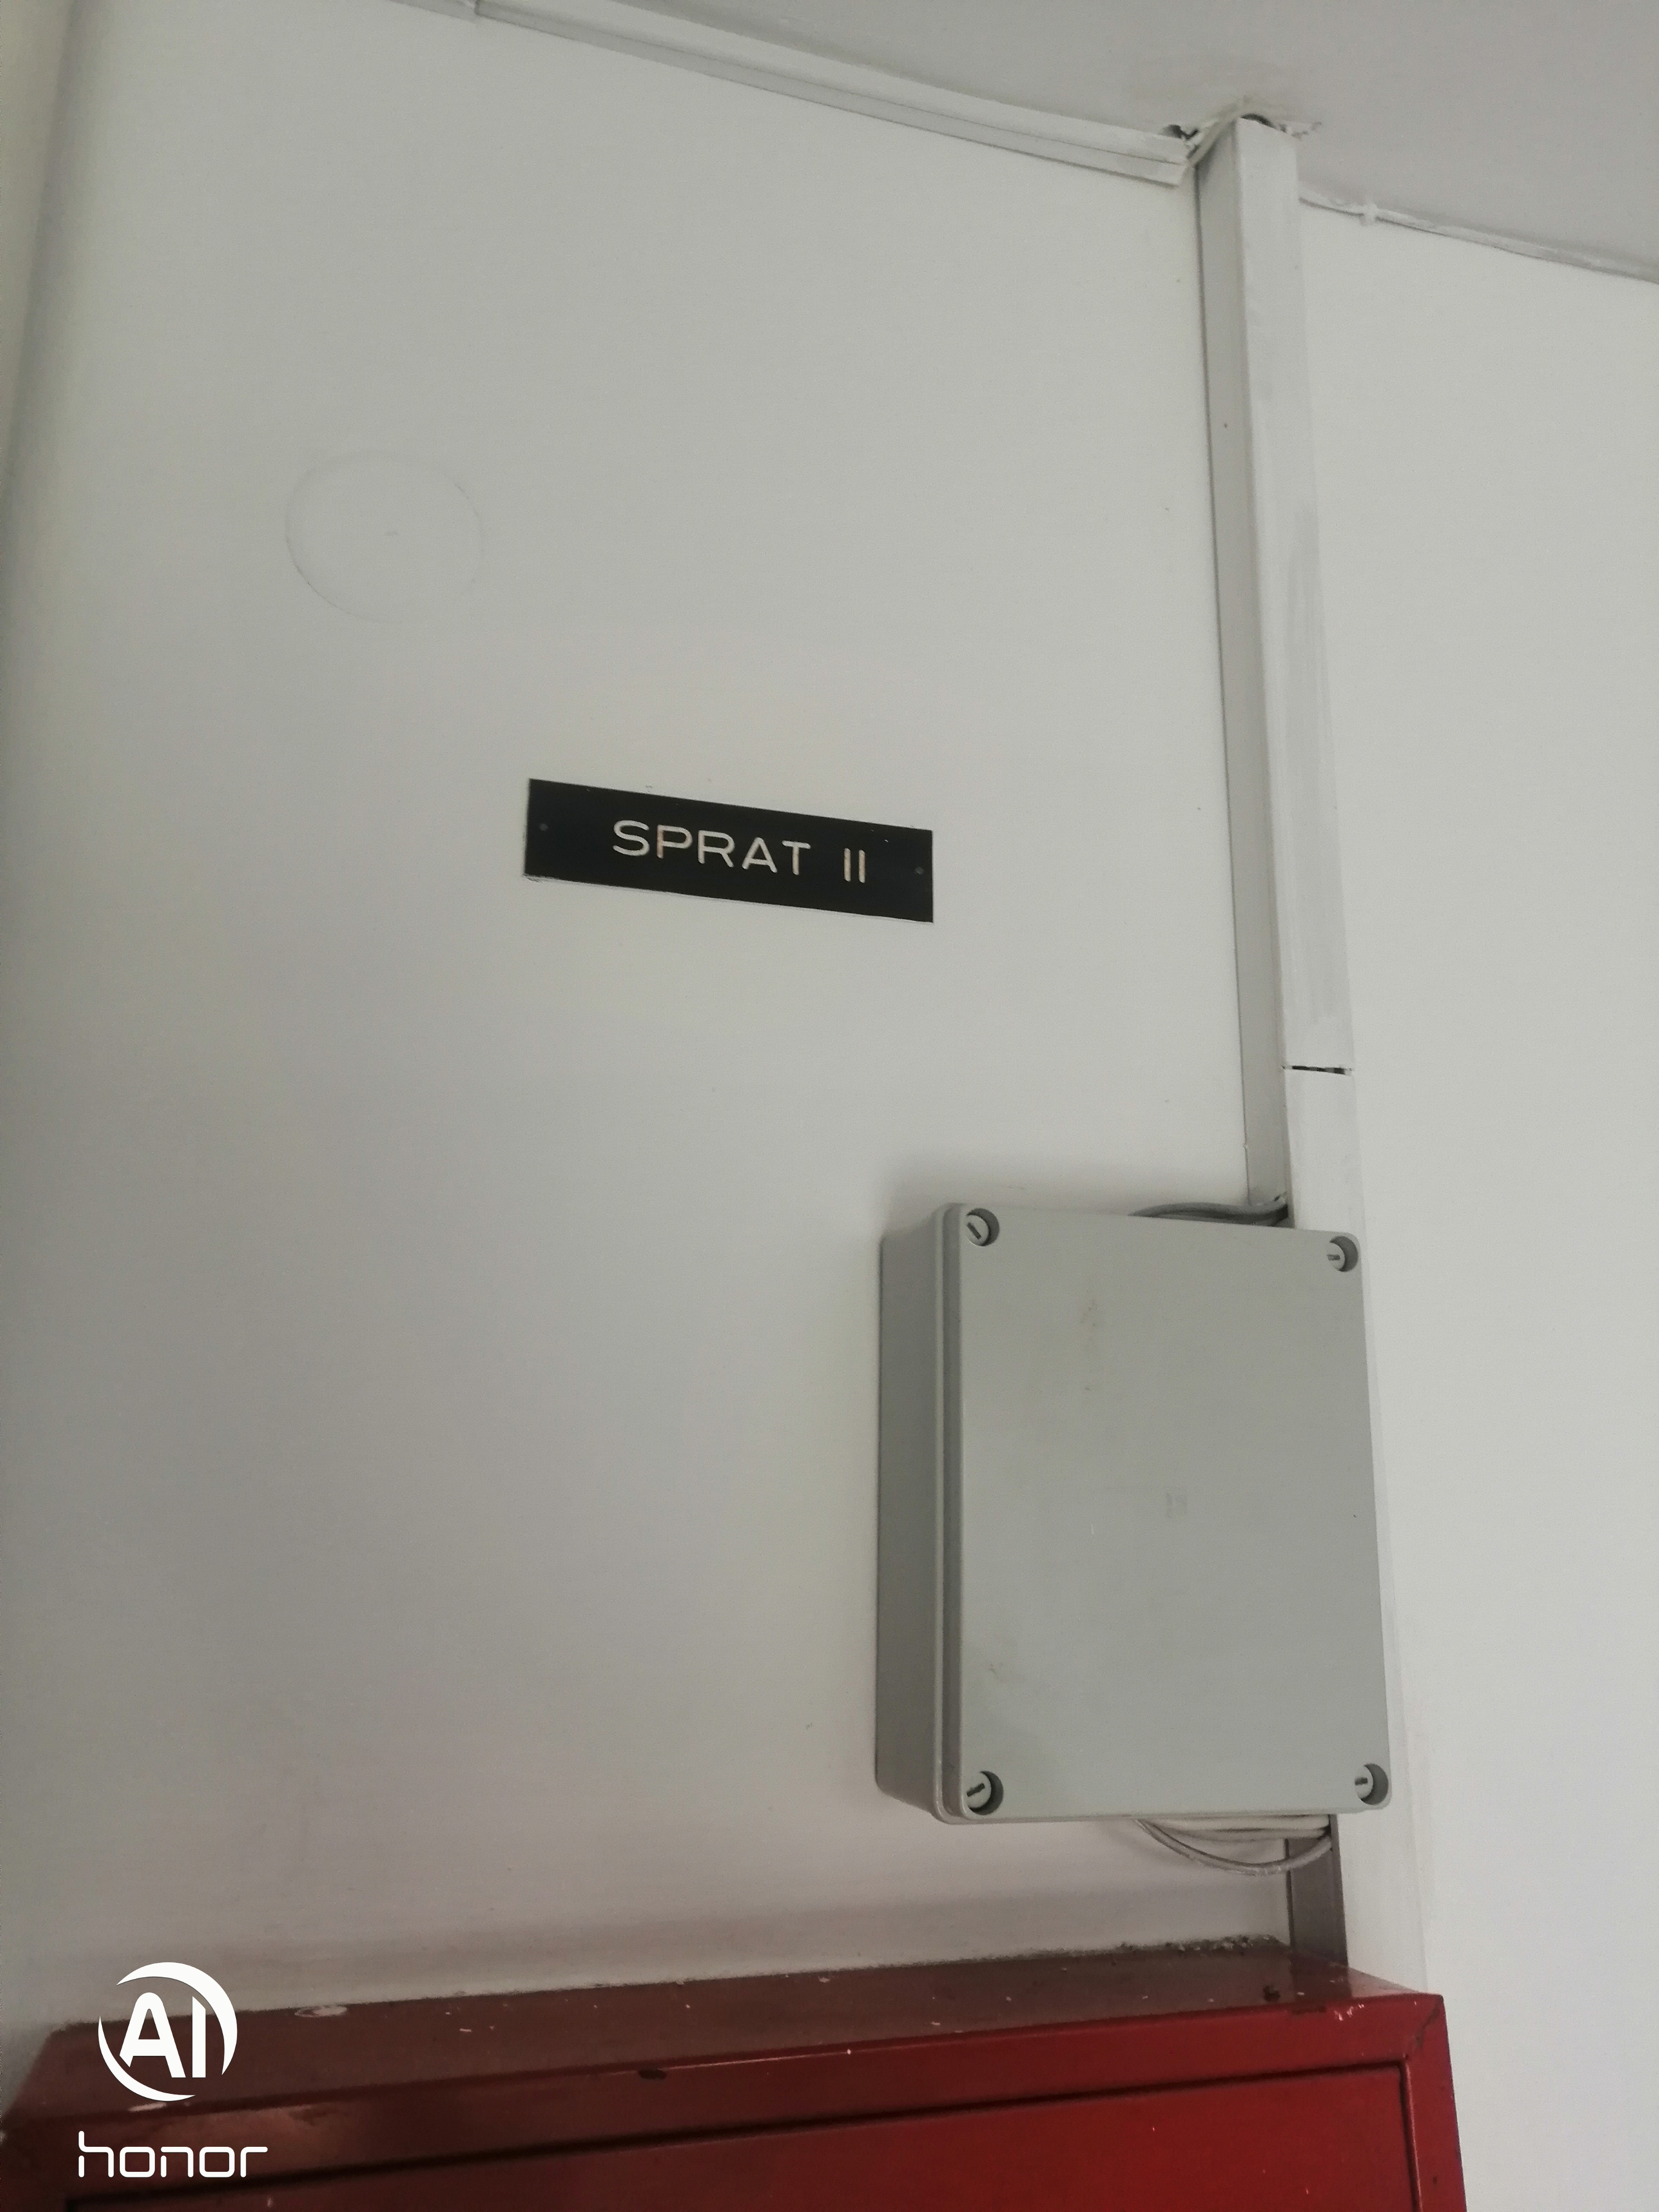 SPRAT II
AI
honor